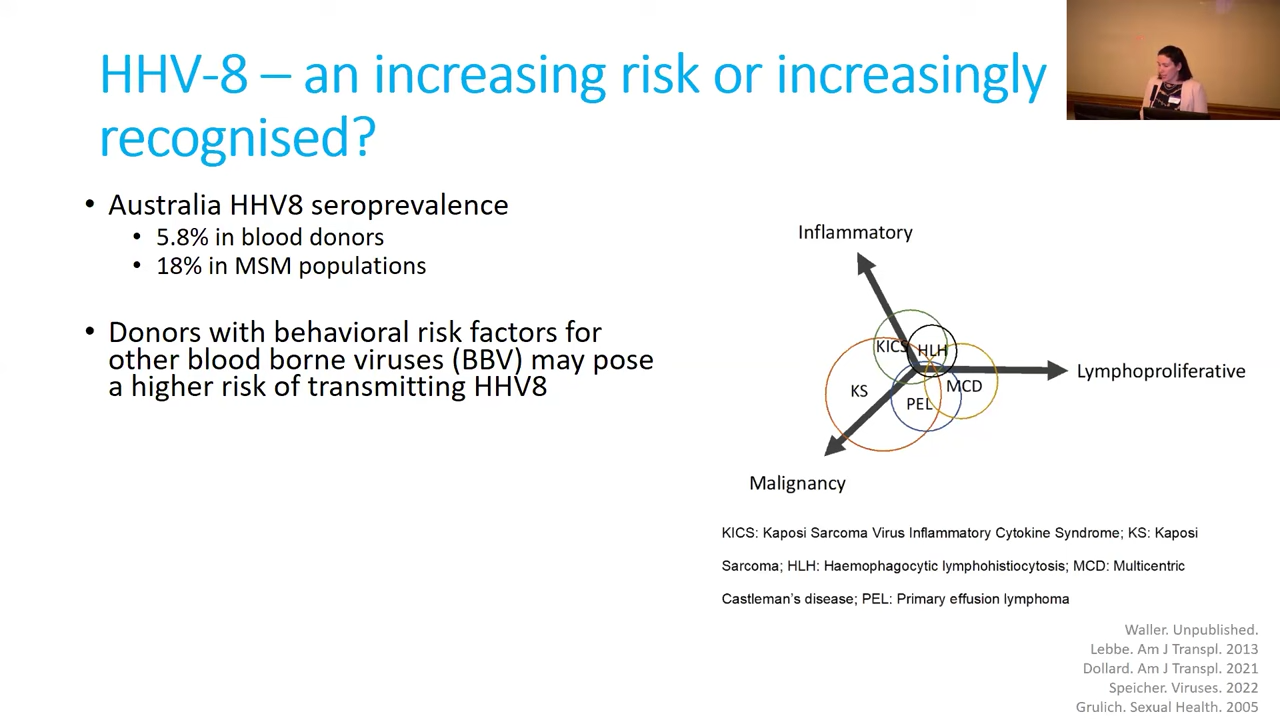 HHV-8 – an increasing risk or increasingly
recognised?
• Australia HHV8 seroprevalence
• 5.8% in blood donors
• 18% in MSM populations
• Donors with behavioral risk factors for
other blood borne viruses (BBV) may pose
a higher risk of transmitting HHV8
Inflammatory
KICS
HLH
Lymphoproliferative
MCD
KS
PEL
Malignancy
KICS: Kaposi Sarcoma Virus Inflammatory Cytokine Syndrome; KS: Kaposi
Sarcoma; HLH: Haemophagocytic lymphohistiocytosis; MCD: Multicentric
Castleman's disease; PEL: Primary effusion lymphoma
Waller. Unpublished.
Lebbe. Am J Transpl. 2013
Dollard. Am J Transpl. 2021
Speicher. Viruses. 2022
Grulich. Sexual Health. 2005